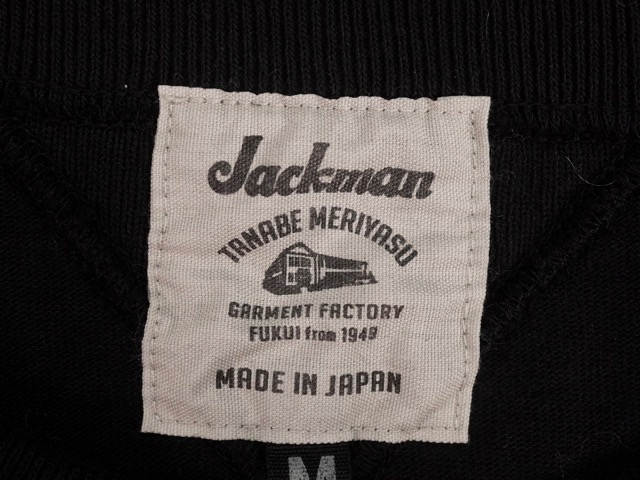 Jackman
TANABE MERIYASU
GARMENT FACTORY
FUKUI from 1949
MADE IN JAPAN
M